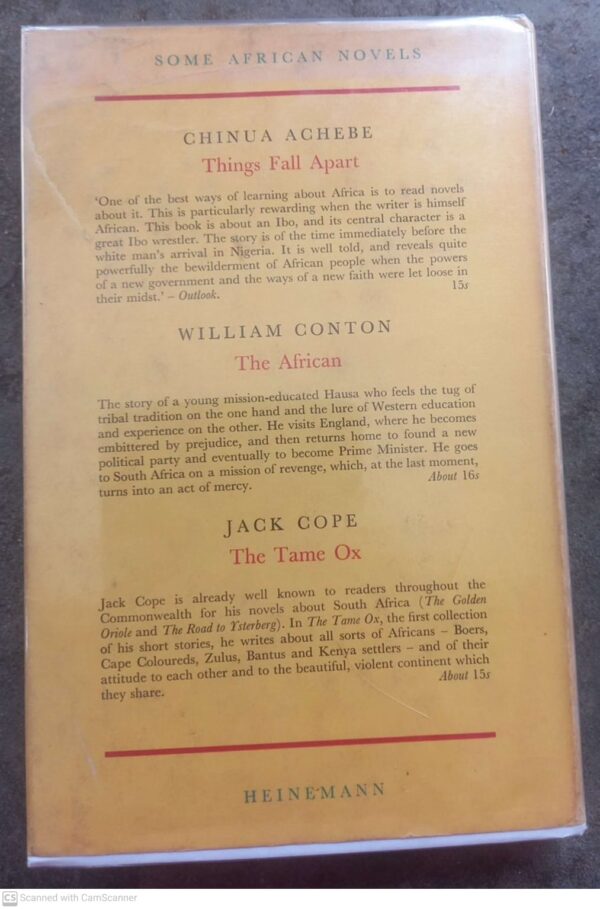 SOME AFRICAN NOVELS
CHINUA ACHEBE
Things Fall Apart
'One of the best ways of learning about Africa is to read novels
about it. This is particularly rewarding when the writer is himself
African. This book is about an Ibo, and its central character is a
great Ibo wrestler. The story is of the time immediately before the
white man's arrival in Nigeria. It is well told, and reveals quite
powerfully the bewilderment of African people when the powers
of a new government and the ways of a new faith were let loose in
their midst.' – Outlook. 15s
WILLIAM CONTON
The African
The story of a young mission-educated Hausa who feels the tug of
tribal tradition on the one hand and the lure of Western education
and experience on the other. He visits England, where he becomes
embittered by prejudice, and then returns home to found a new
political party and eventually to become Prime Minister. He goes
to South Africa on a mission of revenge, which, at the last moment,
turns into an act of mercy. About 16s
JACK COPE
The Tame Ox
Jack Cope is already well known to readers throughout the
Commonwealth for his novels about South Africa (The Golden
Oriole and The Road to Ysterberg). In The Tame Ox, the first collection
of his short stories, he writes about all sorts of Africans – Boers,
Cape Coloureds, Zulus, Bantus and Kenya settlers – and of their
attitude to each other and to the beautiful, violent continent which
they share. About 15s
HEINEMANN
CS Scanned with CamScanner